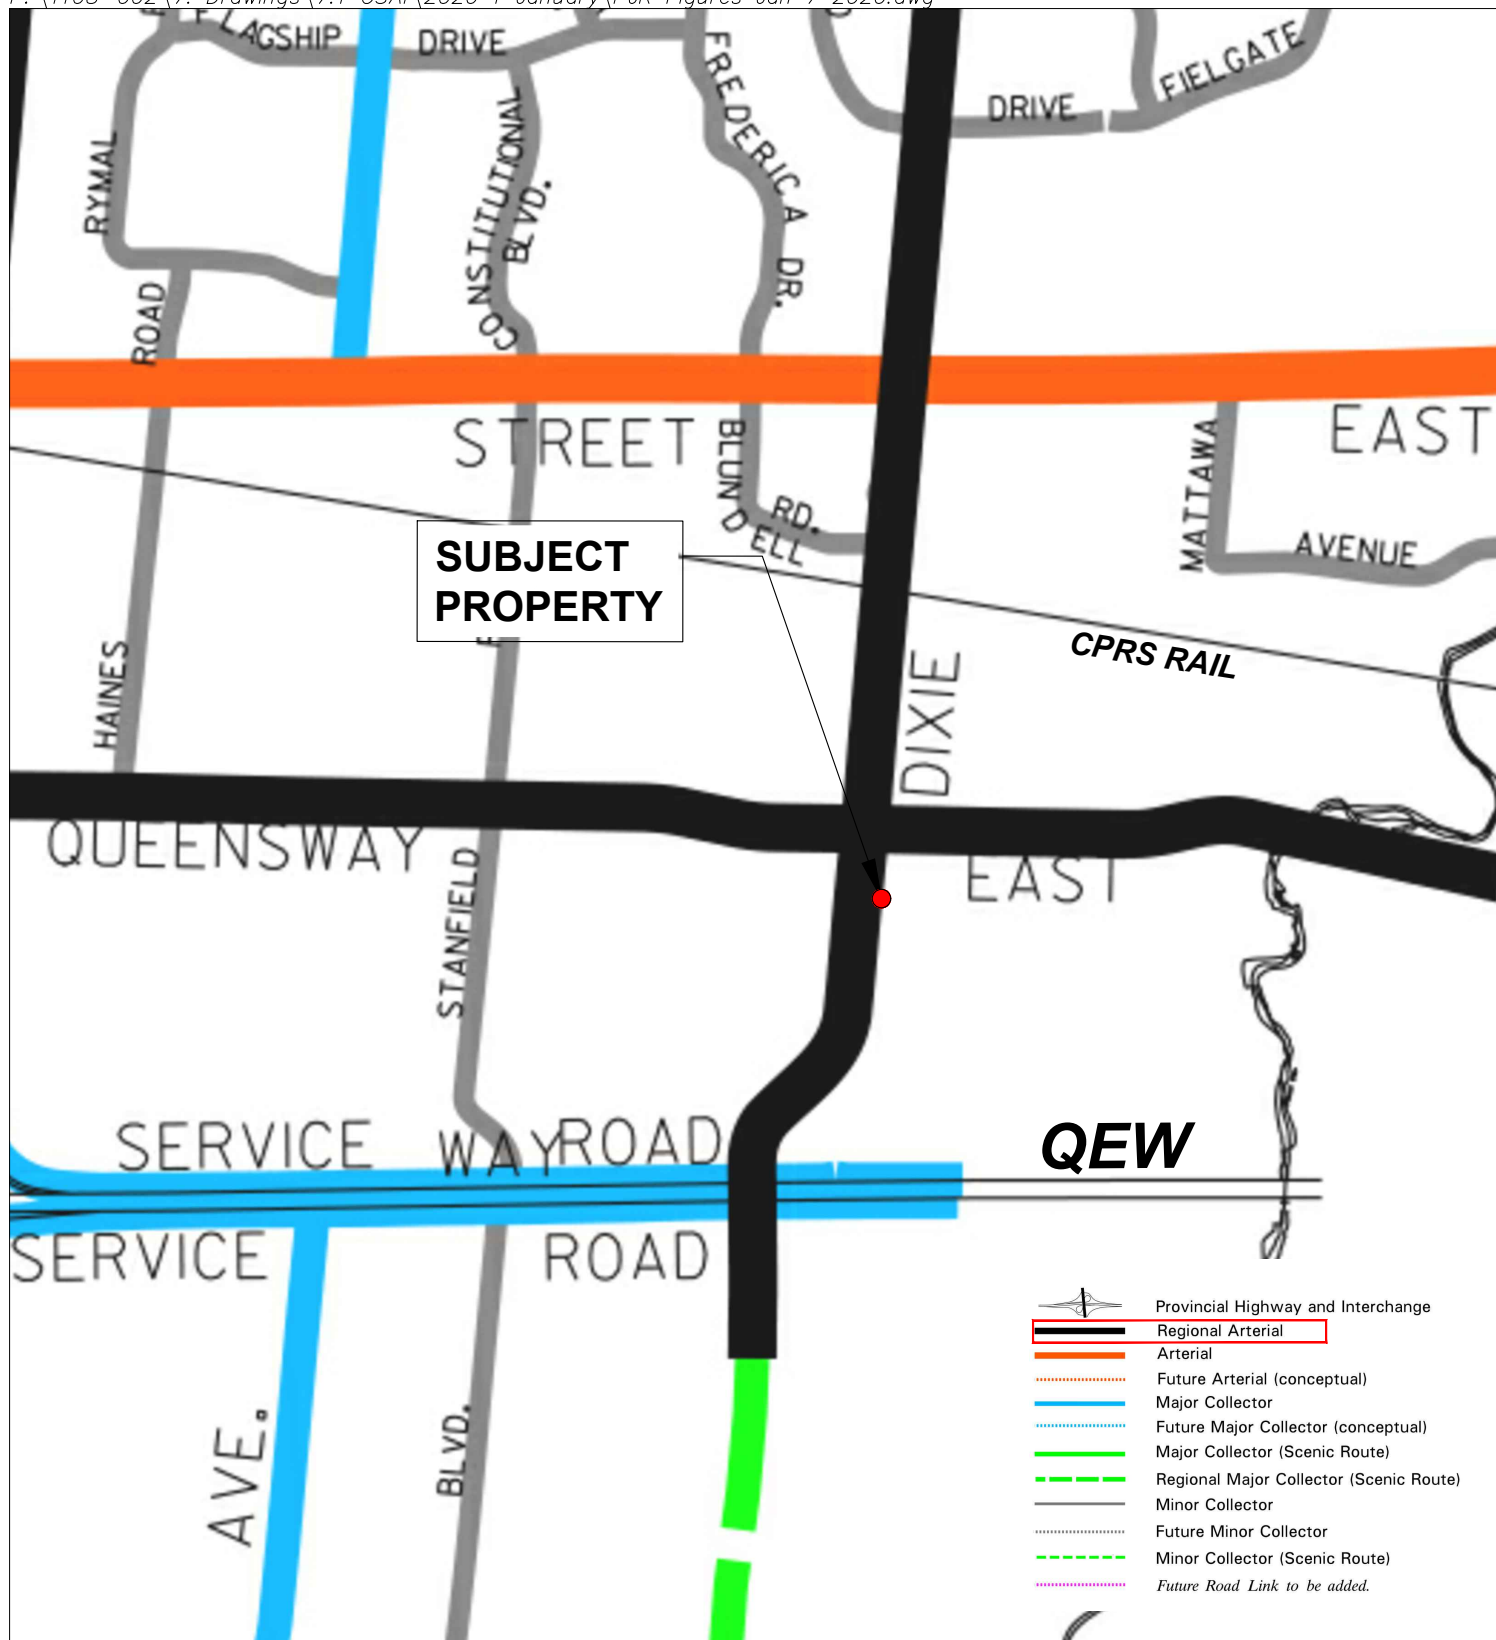 FLAGSHIP DRIVE
FREDERICA DR.
DRIVE
FIELGATE
RYMAL
ROAD
CONSTITUTIONAL
BLVD.
STREET
EAST
BLUNDELL
RD.
MATTAWA
AVENUE
SUBJECT
PROPERTY
CPRS RAIL
HAINES
DIXIE
QUEENSWAY
EAST
STANFIELD
SERVICE
WAY
ROAD
QEW
SERVICE
ROAD
AVE.
BLVD.
Provincial Highway and Interchange
Regional Arterial
Arterial
Future Arterial (conceptual)
Major Collector
Future Major Collector (conceptual)
Major Collector (Scenic Route)
Regional Major Collector (Scenic Route)
Minor Collector
Future Minor Collector
Minor Collector (Scenic Route)
Future Road Link to be added.